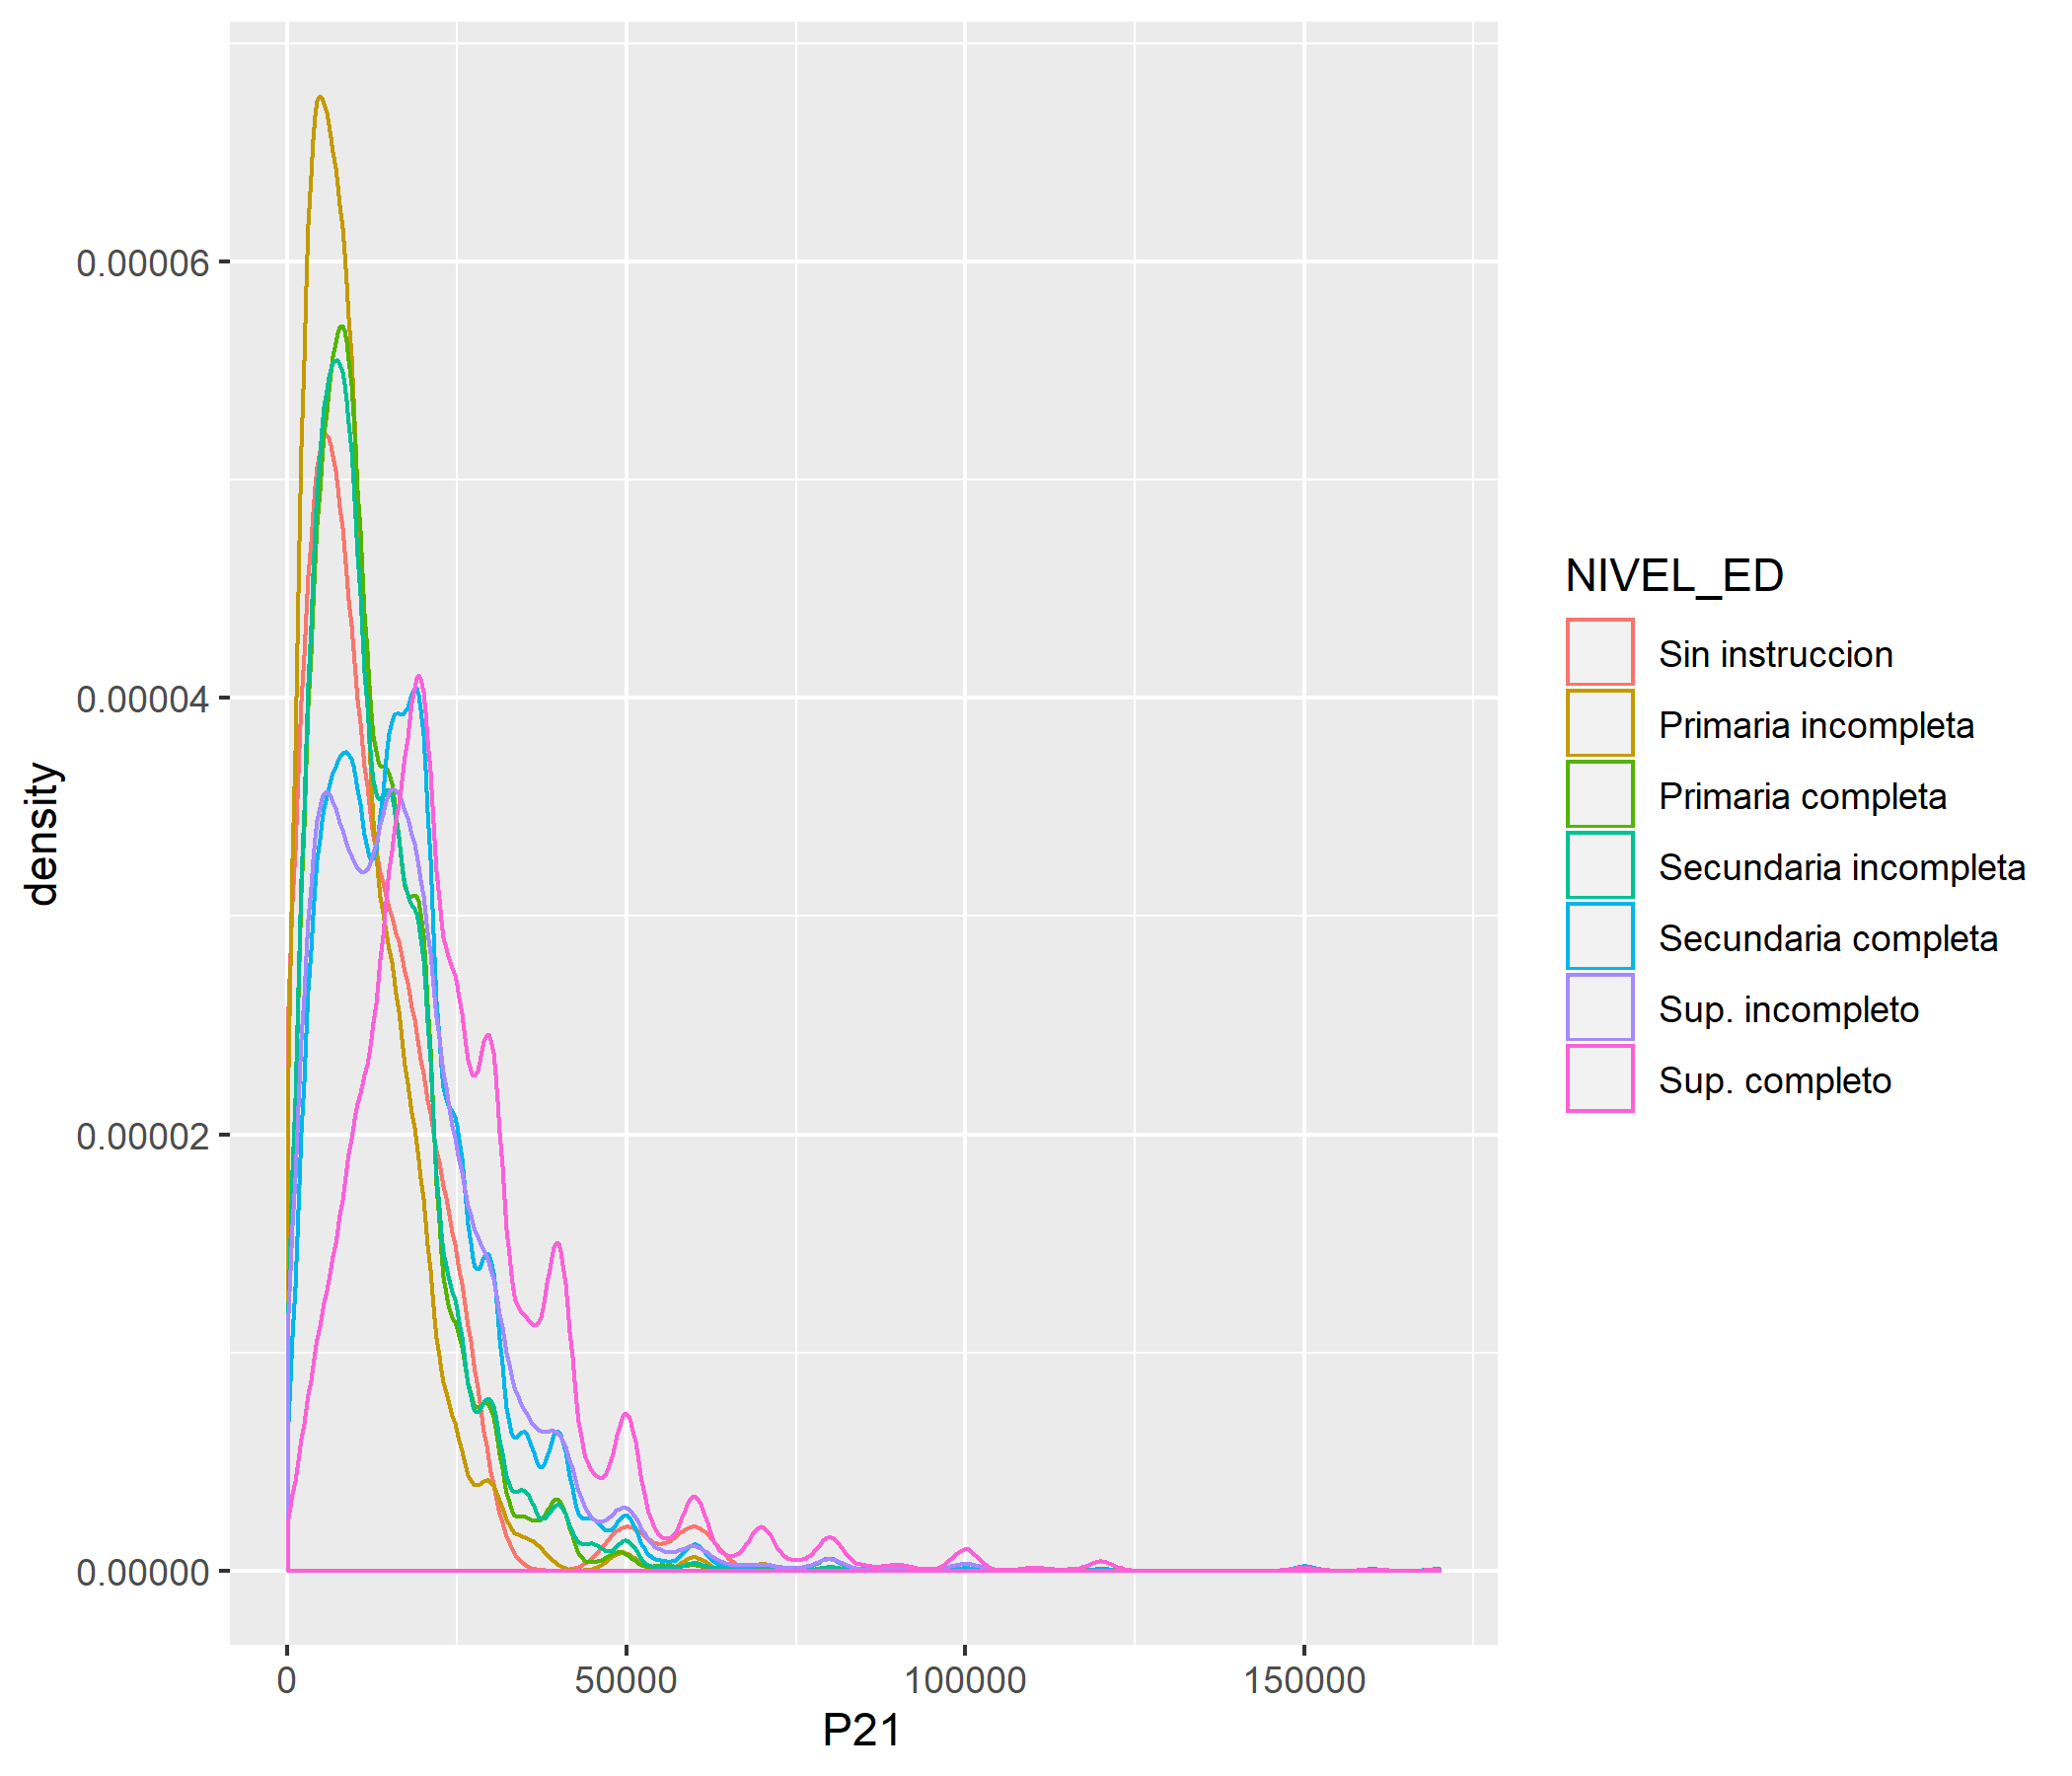 0.00006
0.00004
0.00002
0.00000
density
0
50000
100000
150000
P21
NIVEL_ED
Sin instruccion
Primaria incompleta
Primaria completa
Secundaria incompleta
Secundaria completa
Sup. incompleto
Sup. completo